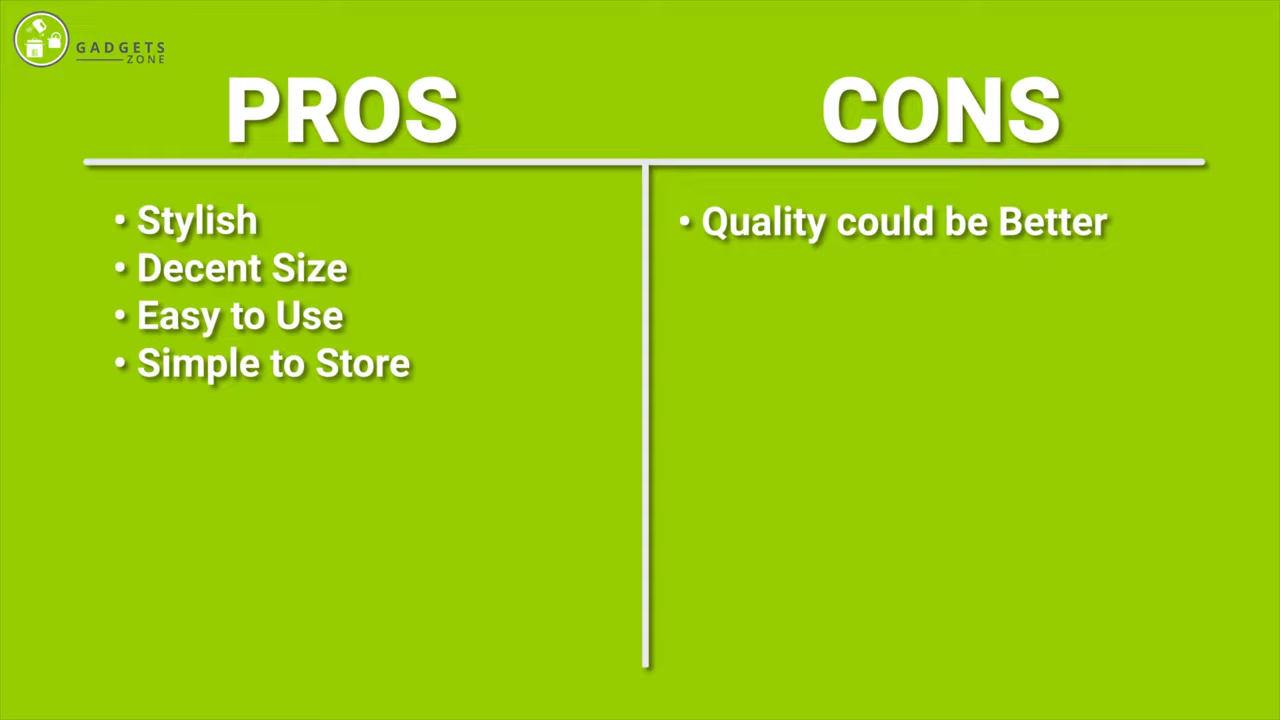 GADGETS
ZONE
PROS
CONS
• Stylish
• Decent Size
• Easy to Use
• Simple to Store
• Quality could be Better